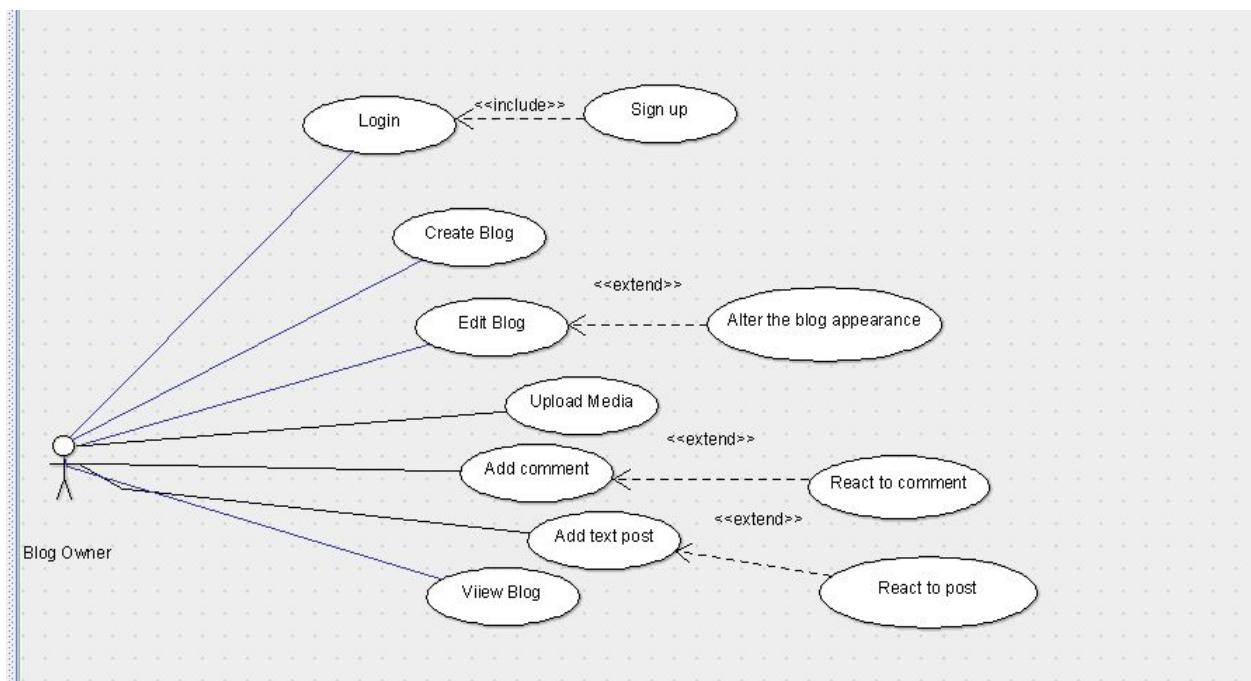 Login
<<include>>
Sign up
Create Blog
<<extend>>
Edit Blog
Alter the blog appearance
Upload Media
<<extend>>
Add comment
React to comment
<<extend>>
Add text post
Blog Owner
Viiew Blog
React to post